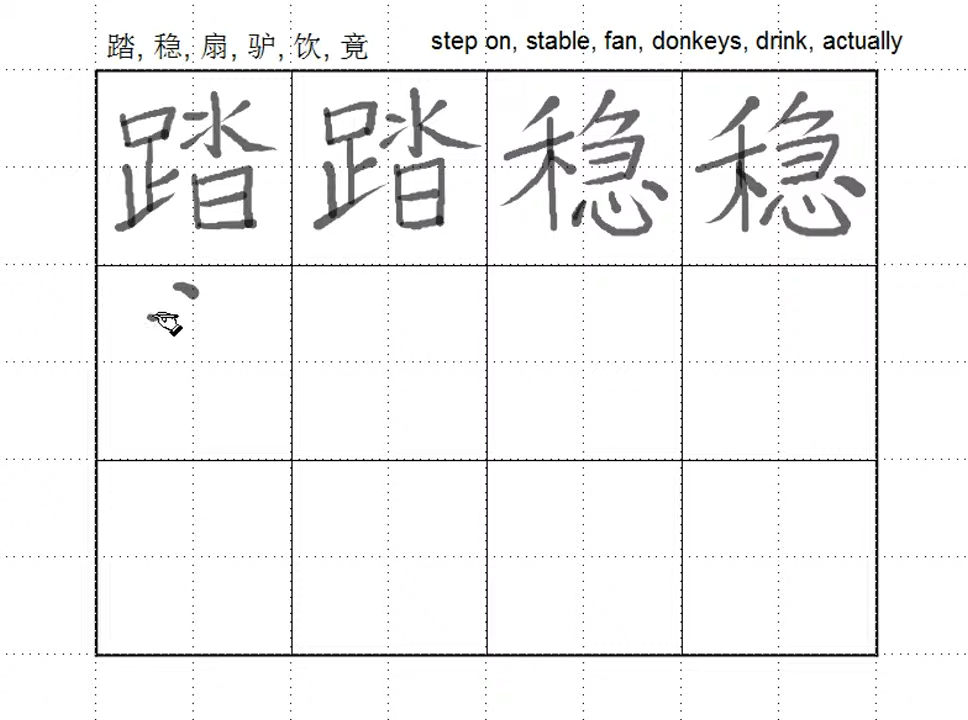 踏, 稳, 扇, 驴, 饮, 竟 step on, stable, fan, donkeys, drink, actually
踏 踏 稳 稳